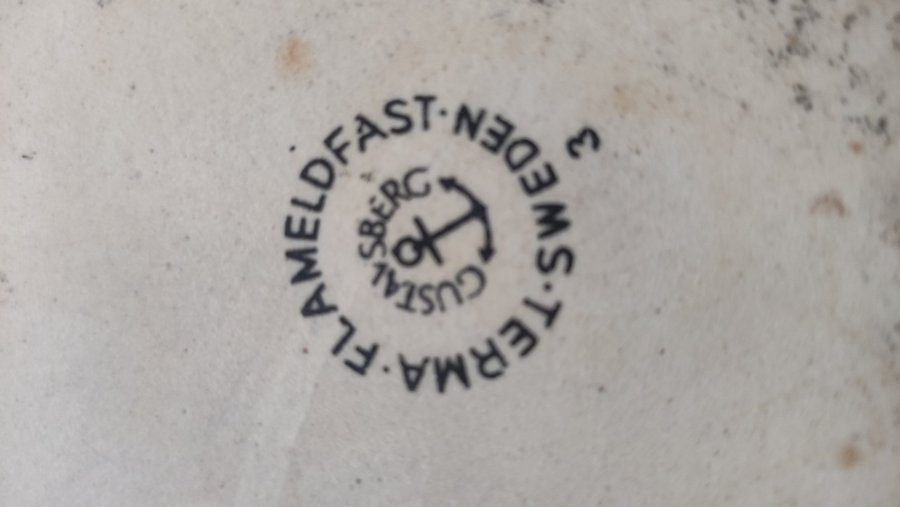 TERMA · FLAMELDFAST · SWEDEN ·
GUSTAVSBERG
3